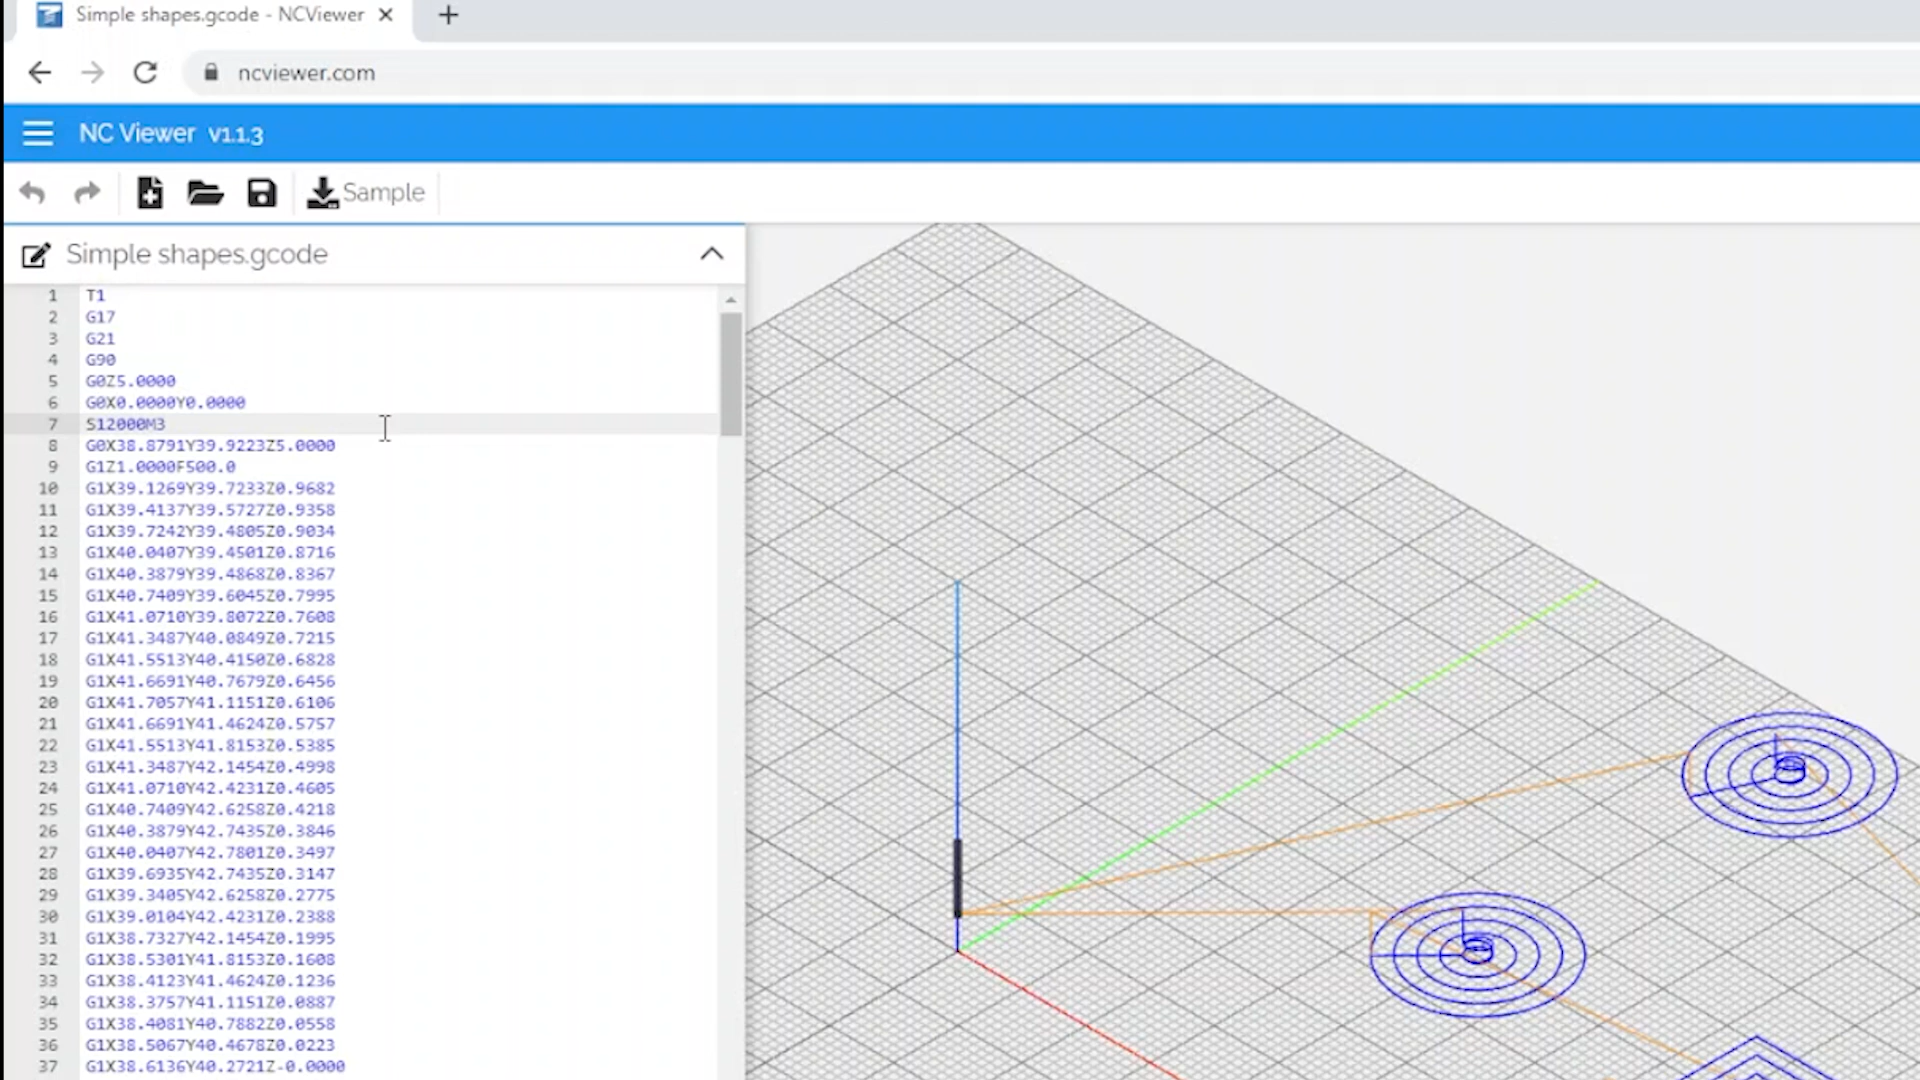 Simple shapes.gcode - NCViewer
ncviewer.com
NC Viewer v1.1.3
Sample
Simple shapes.gcode
1 T1
2 G17
3 G21
4 G90
5 G0Z5.0000
6 G0X0.0000Y0.0000
7 S12000M3
8 G0X38.8791Y39.9223Z5.0000
9 G1Z1.0000F500.0
10 G1X39.1269Y39.7233Z0.9682
11 G1X39.4137Y39.5727Z0.9358
12 G1X39.7242Y39.4805Z0.9034
13 G1X40.0407Y39.4501Z0.8716
14 G1X40.3879Y39.4868Z0.8367
15 G1X40.7409Y39.6045Z0.7995
16 G1X41.0710Y39.8072Z0.7608
17 G1X41.3487Y40.0849Z0.7215
18 G1X41.5513Y40.4150Z0.6828
19 G1X41.6691Y40.7679Z0.6456
20 G1X41.7057Y41.1151Z0.6106
21 G1X41.6691Y41.4624Z0.5757
22 G1X41.5513Y41.8153Z0.5385
23 G1X41.3487Y42.1454Z0.4998
24 G1X41.0710Y42.4231Z0.4605
25 G1X40.7409Y42.6258Z0.4218
26 G1X40.3879Y42.7435Z0.3846
27 G1X40.0407Y42.7801Z0.3497
28 G1X39.6935Y42.7435Z0.3147
29 G1X39.3405Y42.6258Z0.2775
30 G1X39.0104Y42.4231Z0.2388
31 G1X38.7327Y42.1454Z0.1995
32 G1X38.5301Y41.8153Z0.1608
33 G1X38.4123Y41.4624Z0.1236
34 G1X38.3757Y41.1151Z0.0887
35 G1X38.4081Y40.7882Z0.0558
36 G1X38.5067Y40.4678Z0.0223
37 G1X38.6136Y40.2721Z-0.0000